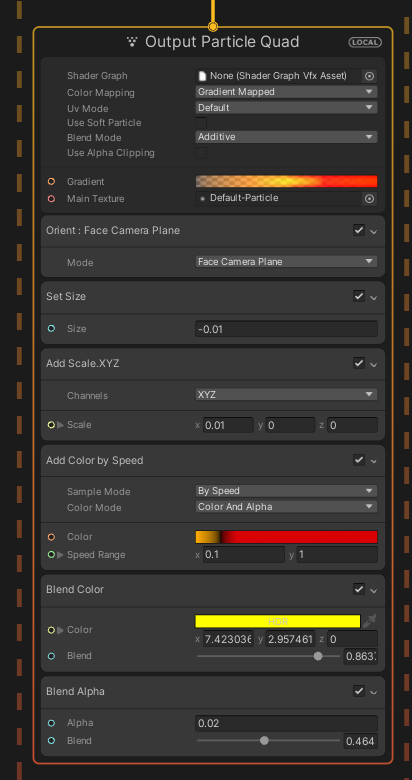 Output Particle Quad LOCAL
Shader Graph None (Shader Graph Vfx Asset)
Color Mapping Gradient Mapped
Uv Mode Default
Use Soft Particle
Blend Mode Additive
Use Alpha Clipping
Gradient
Main Texture Default-Particle
Orient : Face Camera Plane
Mode Face Camera Plane
Set Size
Size -0.01
Add Scale.XYZ
Channels XYZ
Scale x 0.01 y 0 z 0
Add Color by Speed
Sample Mode By Speed
Color Mode Color And Alpha
Color
Speed Range x 0.1 y 1
Blend Color
HDR
Color
x 7.423036 y 2.957461 z 0
Blend 0.863
Blend Alpha
Alpha 0.02
Blend 0.464